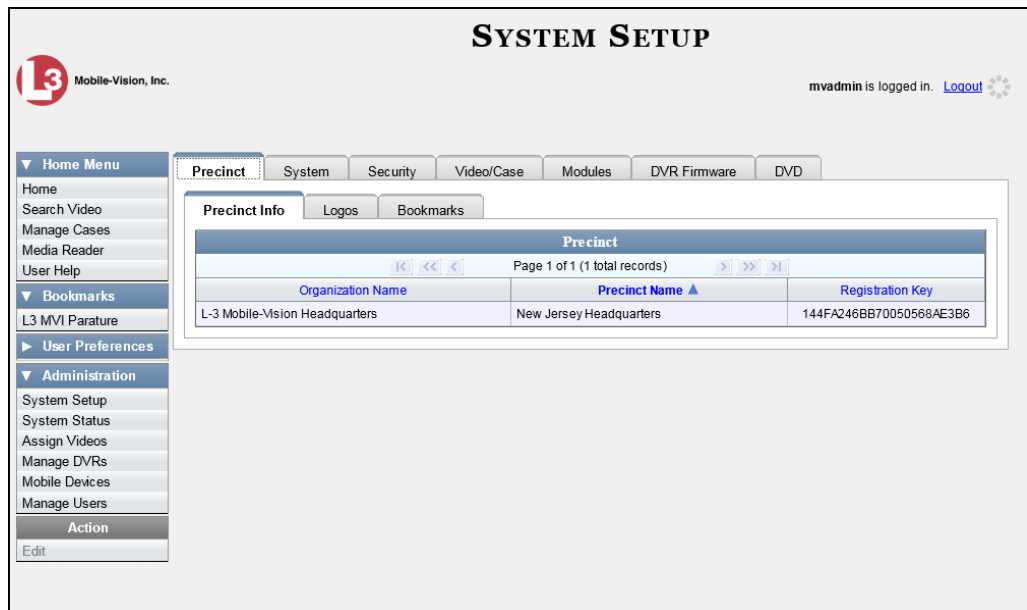 SYSTEM SETUP
L3 Mobile-Vision, Inc.
mvadmin is logged in. Logout
▼ Home Menu
Home
Search Video
Manage Cases
Media Reader
User Help
▼ Bookmarks
L3 MVI Parature
▶ User Preferences
▼ Administration
System Setup
System Status
Assign Videos
Manage DVRs
Mobile Devices
Manage Users
Action
Edit
Precinct System Security Video/Case Modules DVR Firmware DVD
Precinct Info Logos Bookmarks
Precinct
|< << < Page 1 of 1 (1 total records) > >> >|
Organization Name Precinct Name ▲ Registration Key
L-3 Mobile-Vision Headquarters New Jersey Headquarters 144FA246BB70050568AE3B6